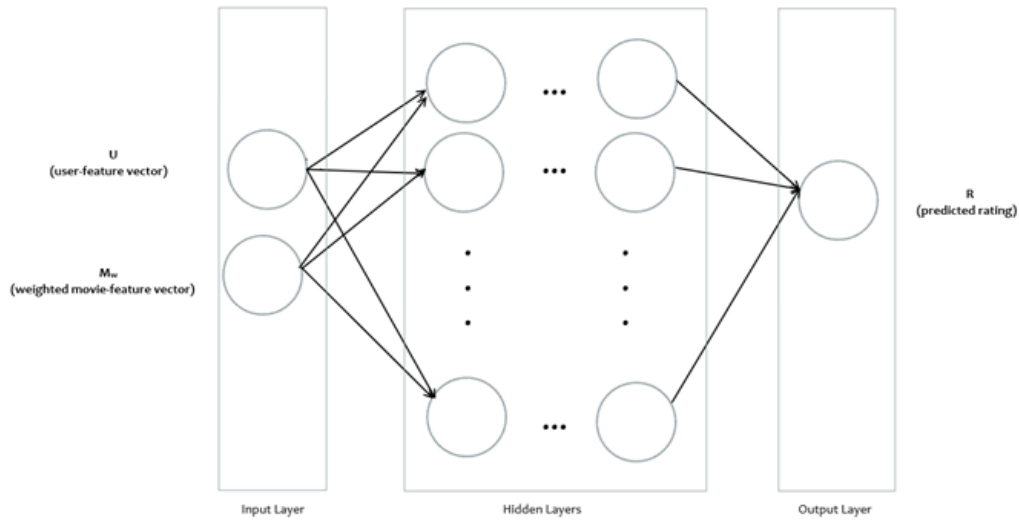 U
(user-feature vector)
Mw
(weighted movie-feature vector)
R
(predicted rating)
Input Layer
Hidden Layers
Output Layer